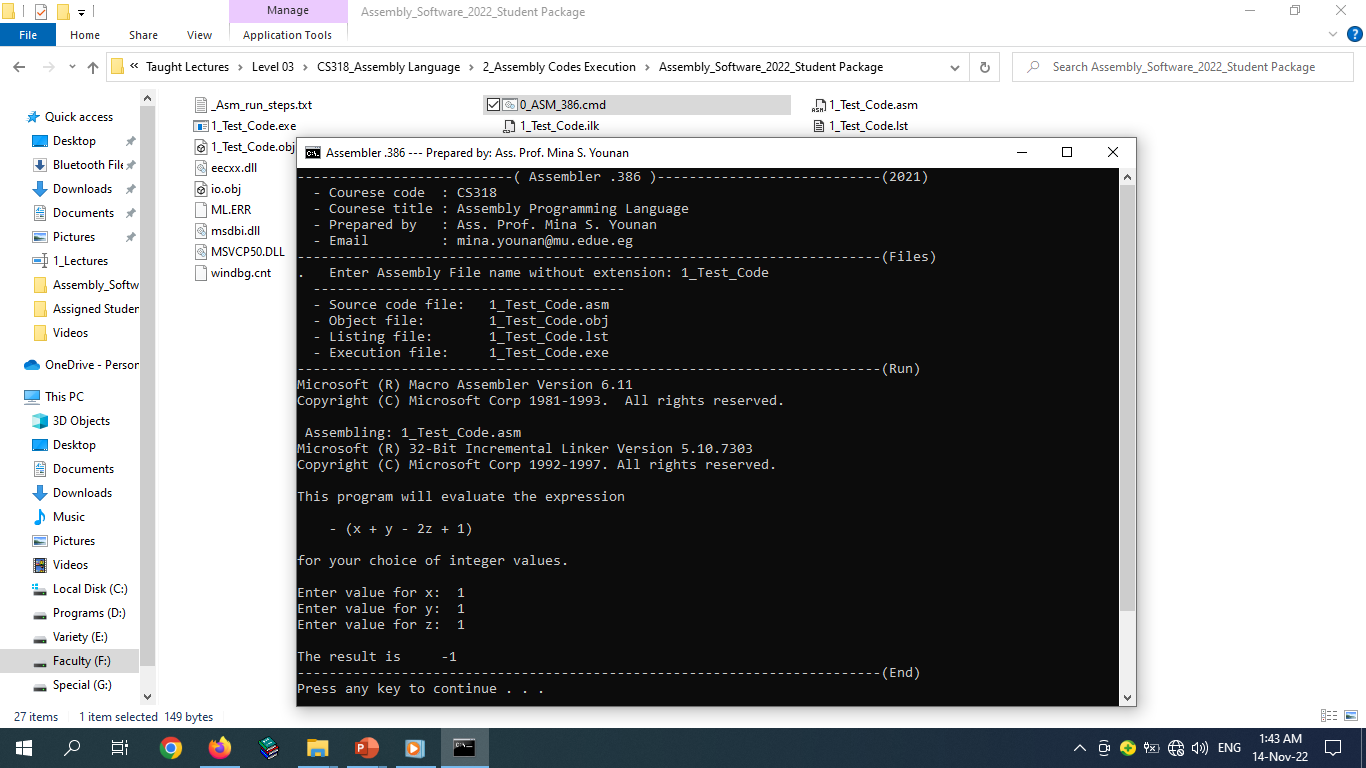 Manage
Assembly_Software_2022_Student Package
File
Home
Share
View
Application Tools
Taught Lectures
Level 03
CS318_Assembly Language
2_Assembly Codes Execution
Assembly_Software_2022_Student Package
Search Assembly_Software_2022_Student Package
Quick access
Desktop
Bluetooth File
Downloads
Documents
Pictures
1_Lectures
Assembly_Softw
Assigned Studen
Videos
OneDrive - Person
This PC
3D Objects
Desktop
Documents
Downloads
Music
Pictures
Videos
Local Disk (C:)
Programs (D:)
Variety (E:)
Faculty (F:)
Special (G:)
_Asm_run_steps.txt
0_ASM_386.cmd
1_Test_Code.asm
1_Test_Code.exe
1_Test_Code.ilk
1_Test_Code.lst
1_Test_Code.obj
eecxx.dll
io.obj
ML.ERR
msdbi.dll
MSVCP50.DLL
windbg.cnt
Assembler .386 --- Prepared by: Ass. Prof. Mina S. Younan
---------------------------( Assembler .386 )----------------------------(2021)
- Courese code : CS318
- Courese title : Assembly Programming Language
- Prepared by : Ass. Prof. Mina S. Younan
- Email : mina.younan@mu.edue.eg
-------------------------------------------------------------------------(Files)
. Enter Assembly File name without extension: 1_Test_Code
---------------------------------------
- Source code file: 1_Test_Code.asm
- Object file: 1_Test_Code.obj
- Listing file: 1_Test_Code.lst
- Execution file: 1_Test_Code.exe
-------------------------------------------------------------------------(Run)
Microsoft (R) Macro Assembler Version 6.11
Copyright (C) Microsoft Corp 1981-1993. All rights reserved.
Assembling: 1_Test_Code.asm
Microsoft (R) 32-Bit Incremental Linker Version 5.10.7303
Copyright (C) Microsoft Corp 1992-1997. All rights reserved.
This program will evaluate the expression
- (x + y - 2z + 1)
for your choice of integer values.
Enter value for x: 1
Enter value for y: 1
Enter value for z: 1
The result is -1
-------------------------------------------------------------------------(End)
Press any key to continue . . .
27 items
1 item selected 149 bytes
ENG
1:43 AM
14-Nov-22